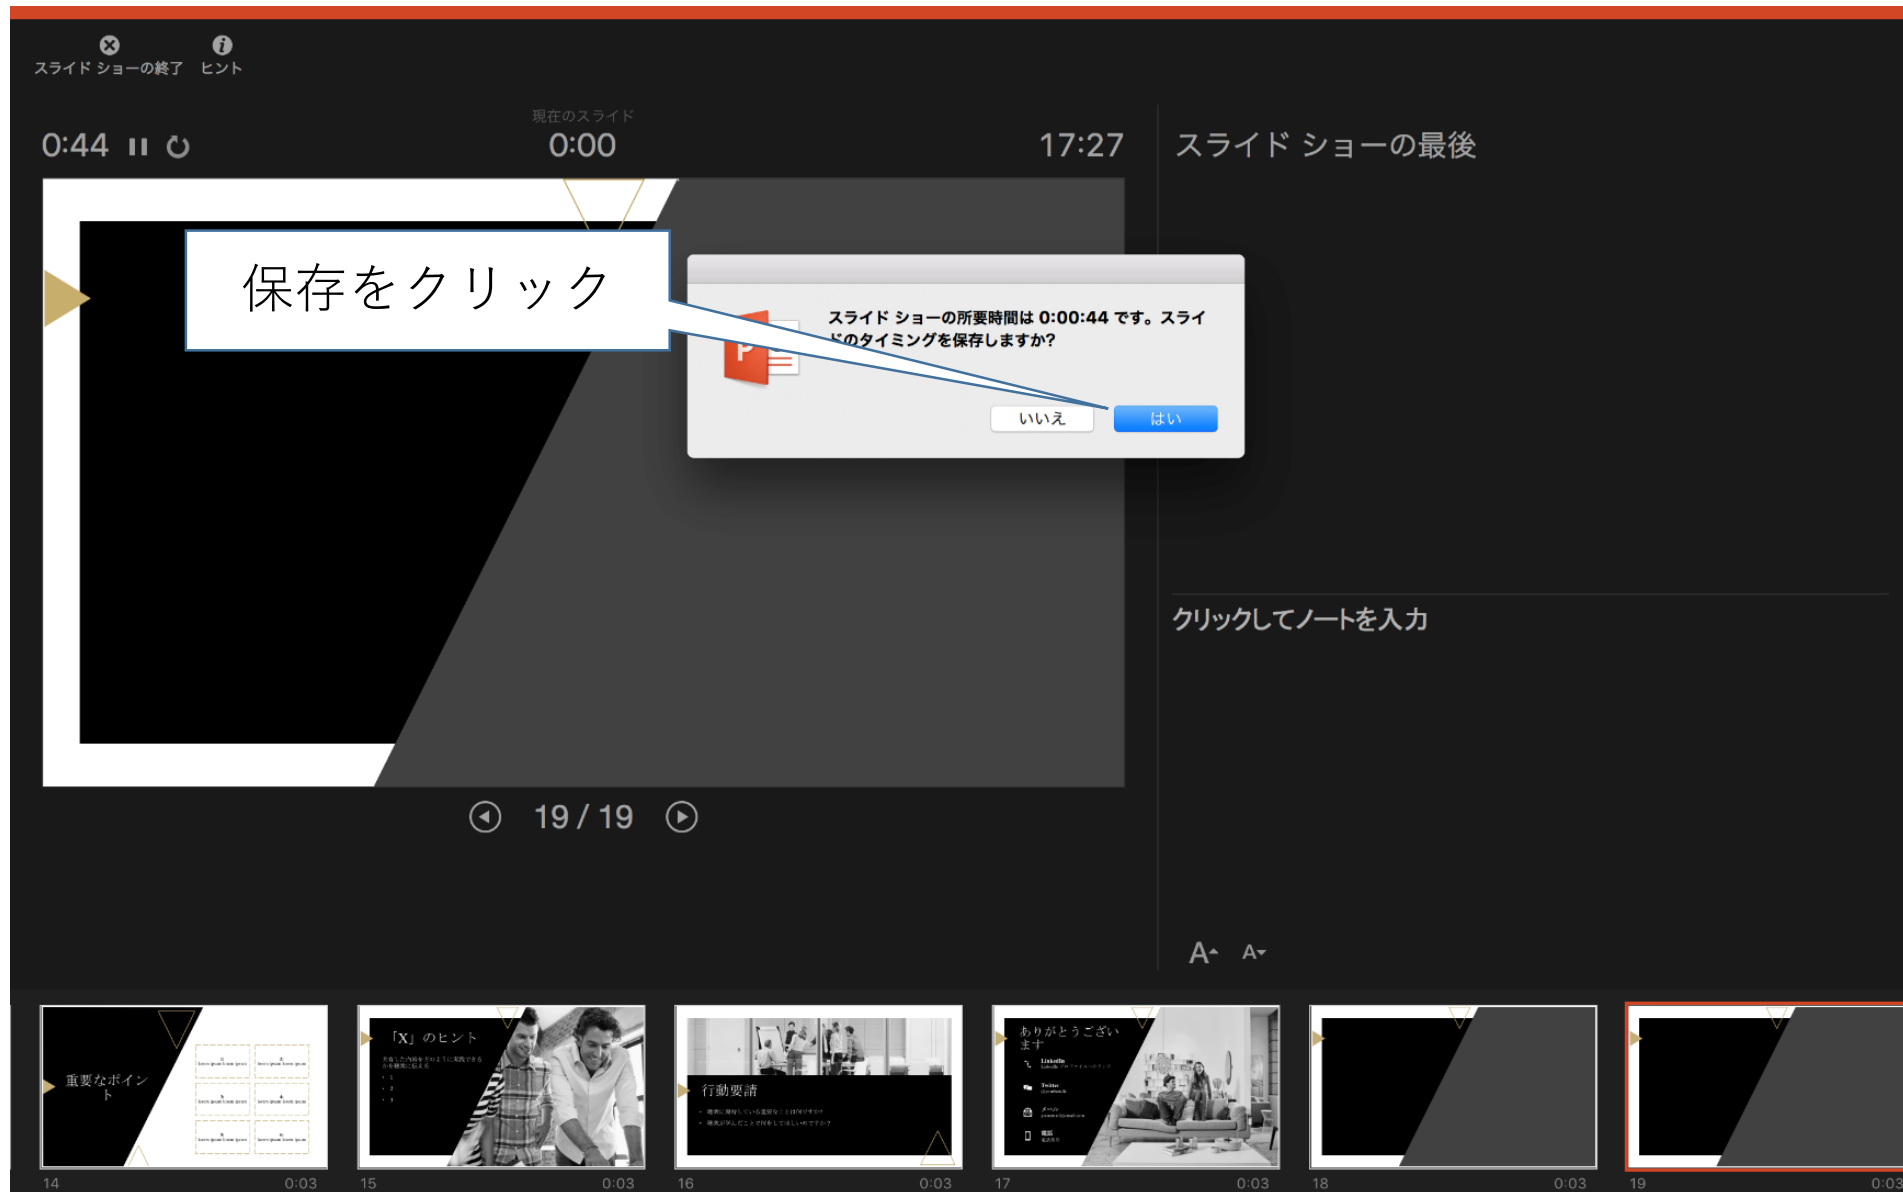 スライド ショーの終了 ヒント
0:44
現在のスライド
0:00
17:27
スライド ショーの最後
保存をクリック
スライド ショーの所要時間は 0:00:44 です。スライ
ドのタイミングを保存しますか?
いいえ
はい
クリックしてノートを入力
19 / 19
A A
重要なポイン
ト
14 0:03
「X」のヒント
15 0:03
行動要請
16 0:03
ありがとうござい
ます
LinkedIn
Twitter
メール
電話
17 0:03
18 0:03
19